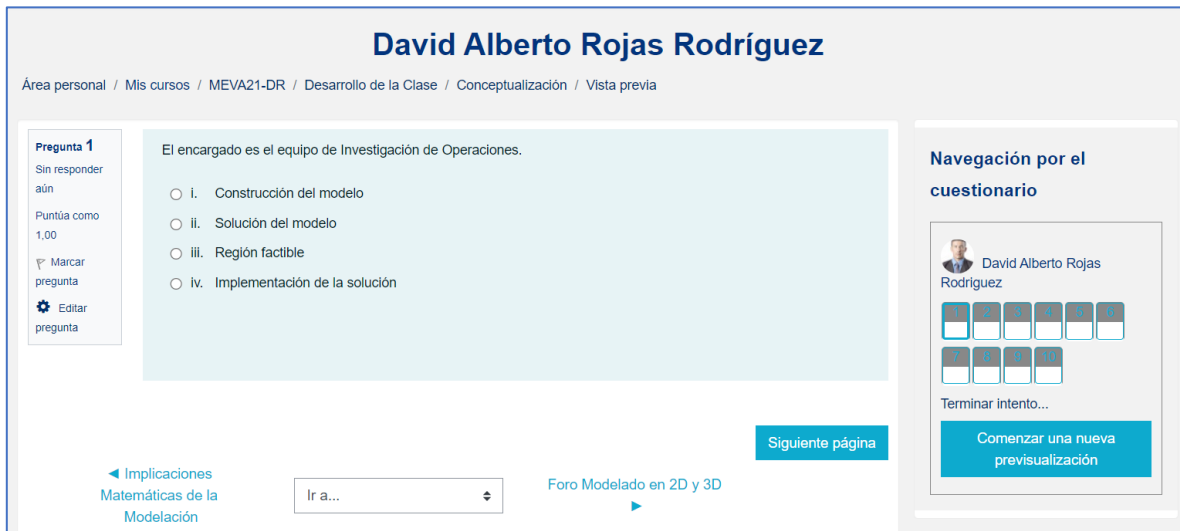 David Alberto Rojas Rodríguez
Área personal / Mis cursos / MEVA21-DR / Desarrollo de la Clase / Conceptualización / Vista previa
Pregunta 1
Sin responder
aún
Puntúa como
1,00
Marcar
pregunta
Editar
pregunta
El encargado es el equipo de Investigación de Operaciones.
i. Construcción del modelo
ii. Solución del modelo
iii. Región factible
iv. Implementación de la solución
Siguiente página
◄ Implicaciones
Matemáticas de la
Modelación
Ir a...
Foro Modelado en 2D y 3D
►
Navegación por el
cuestionario
David Alberto Rojas
Rodriguez
1 2 3 4 5 6
7 8 9 10
Terminar intento...
Comenzar una nueva
previsualización